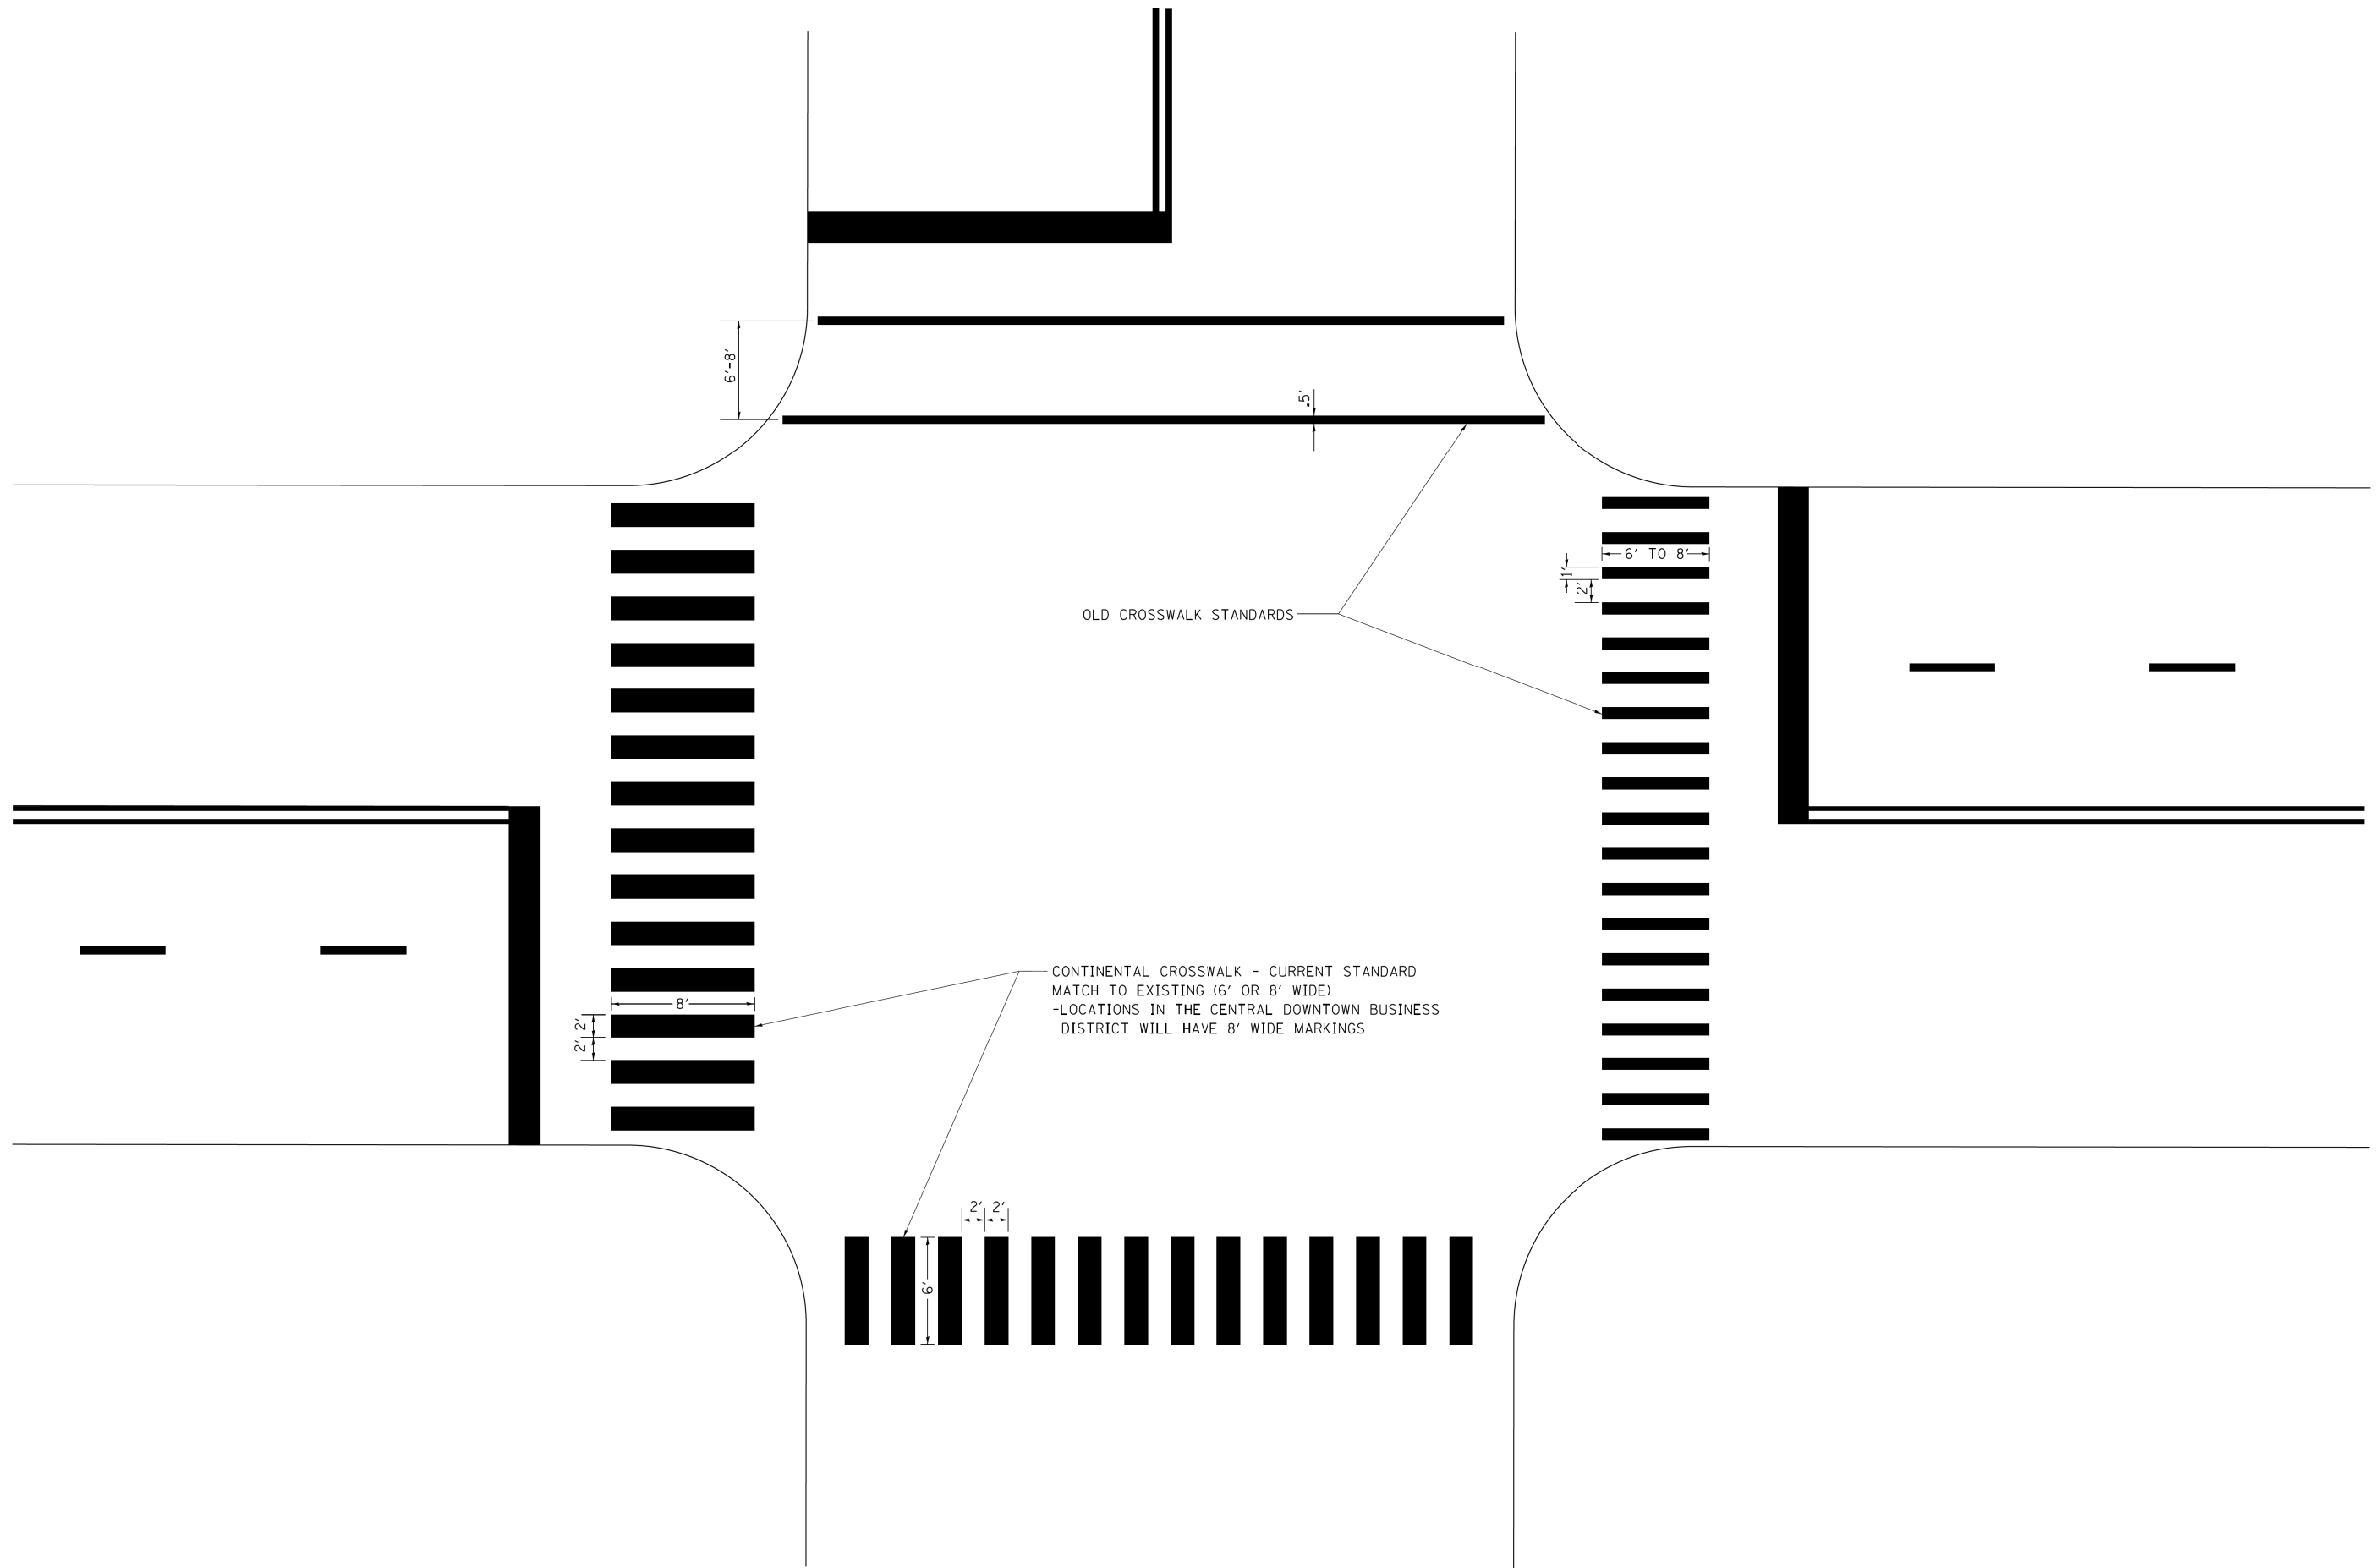 6'-8'
.5'
6' TO 8'
1'
2'
OLD CROSSWALK STANDARDS
CONTINENTAL CROSSWALK - CURRENT STANDARD
MATCH TO EXISTING (6' OR 8' WIDE)
-LOCATIONS IN THE CENTRAL DOWNTOWN BUSINESS
DISTRICT WILL HAVE 8' WIDE MARKINGS
8'
2'
2'
2' 2'
6'